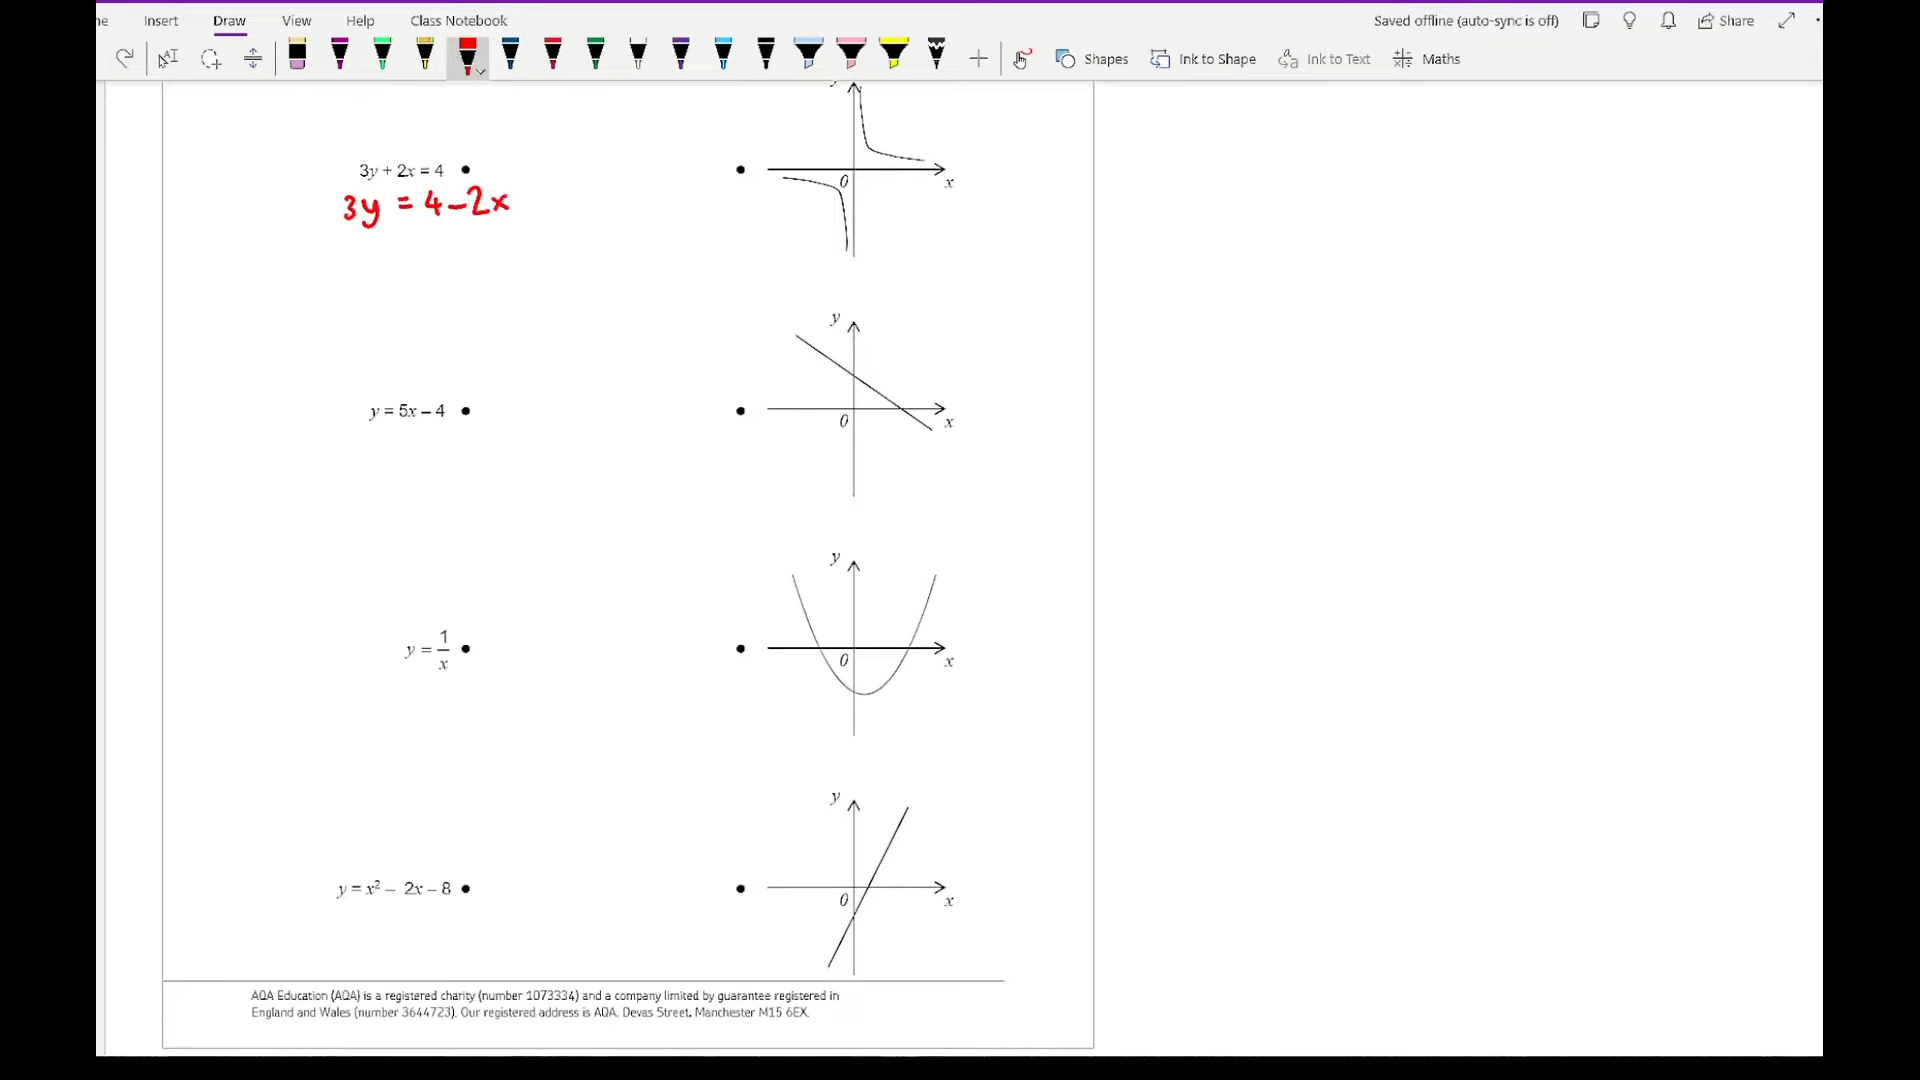 ne Insert Draw View Help Class Notebook Saved offline (auto-sync is off) Share
Shapes Ink to Shape Ink to Text Maths
3y + 2x = 4
0
x
3y = 4-2x
y
y = 5x – 4
0
x
y
y = 1/x
0
x
y
y = x² – 2x – 8
0
x
AQA Education (AQA) is a registered charity (number 1073334) and a company limited by guarantee registered in
England and Wales (number 3644723). Our registered address is AQA, Devas Street, Manchester M15 6EX.